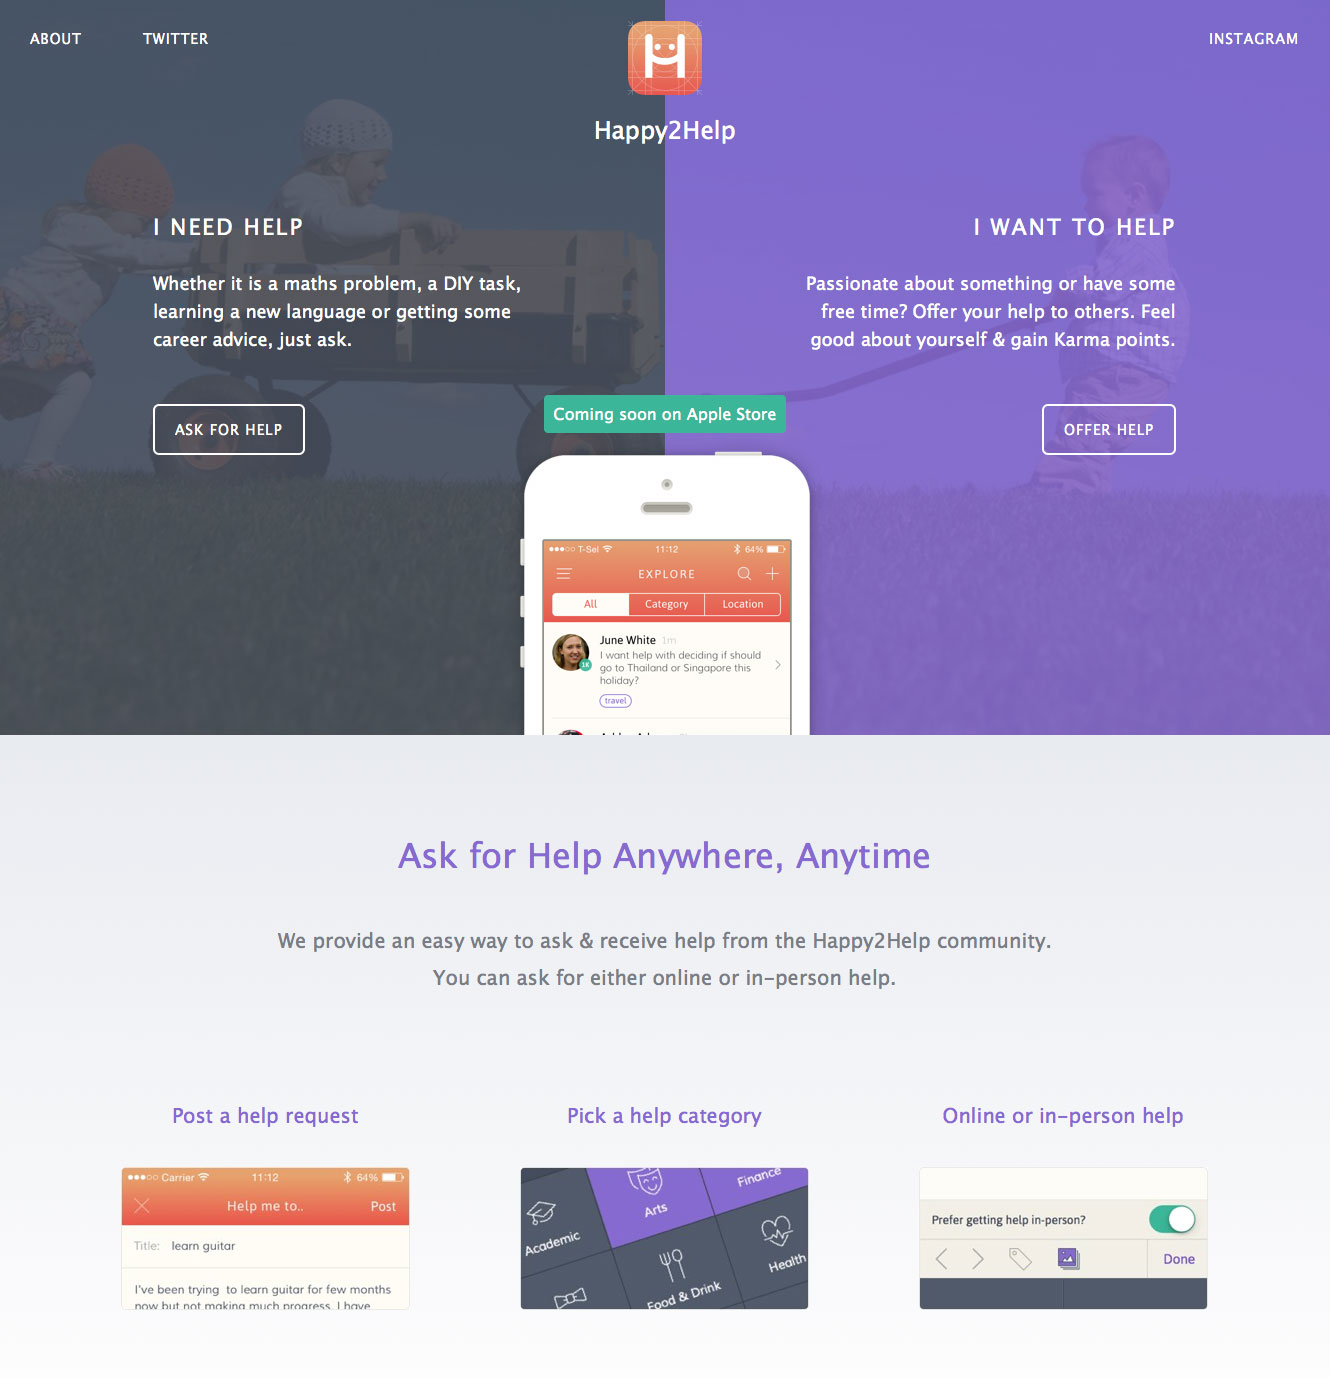 ABOUT
TWITTER
INSTAGRAM
Happy2Help
I NEED HELP
Whether it is a maths problem, a DIY task,
learning a new language or getting some
career advice, just ask.
ASK FOR HELP
I WANT TO HELP
Passionate about something or have some
free time? Offer your help to others. Feel
good about yourself & gain Karma points.
OFFER HELP
Coming soon on Apple Store
T-Sel 11:12 64%
EXPLORE
All Category Location
June White 1m
I want help with deciding if should
go to Thailand or Singapore this
holiday?
1K
travel
Ask for Help Anywhere, Anytime
We provide an easy way to ask & receive help from the Happy2Help community.
You can ask for either online or in-person help.
Post a help request
Carrier 11:12 64%
Help me to.. Post
Title: learn guitar
I've been trying to learn guitar for few months
now but not making much progress. I have
Pick a help category
Academic
Arts
Finance
Food & Drink
Health
Online or in-person help
Prefer getting help in-person?
Done